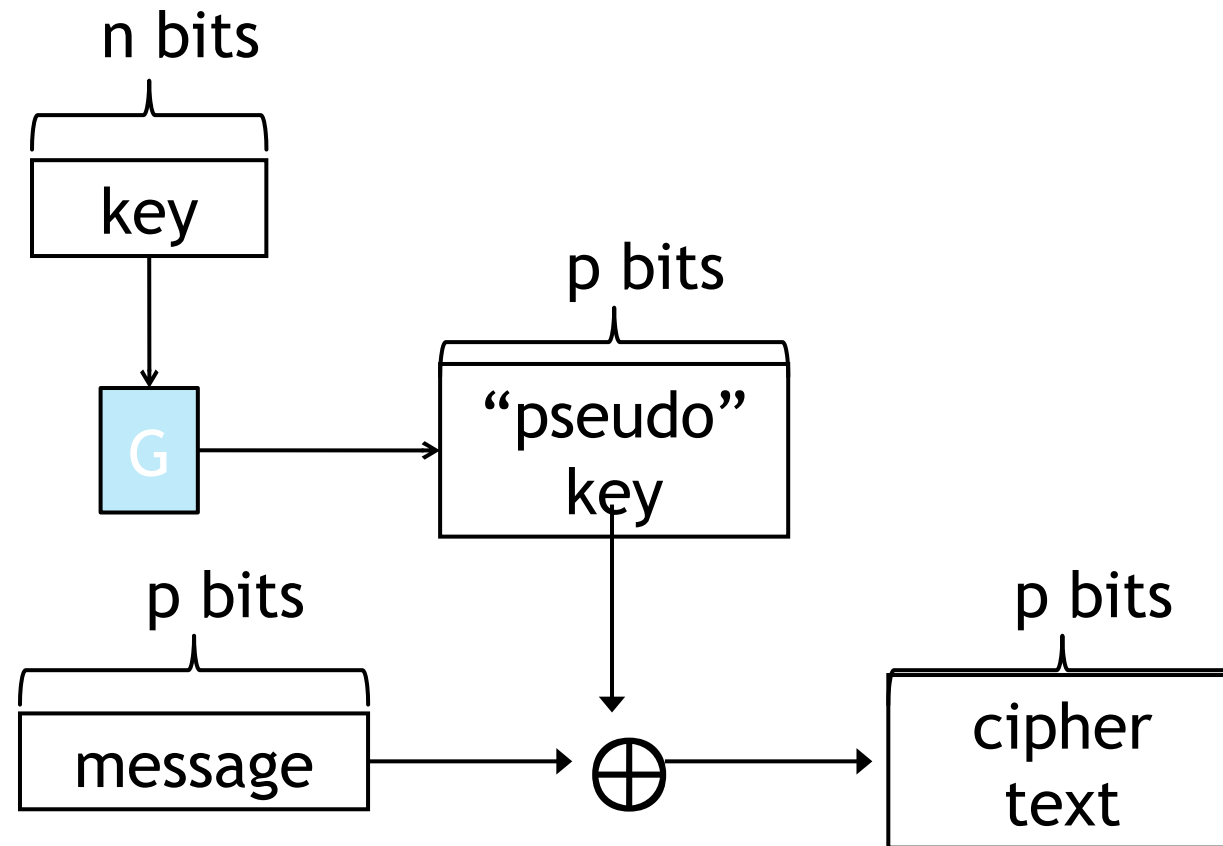 n bits
key
p bits
G
“pseudo”
key
p bits
message
p bits
cipher
text